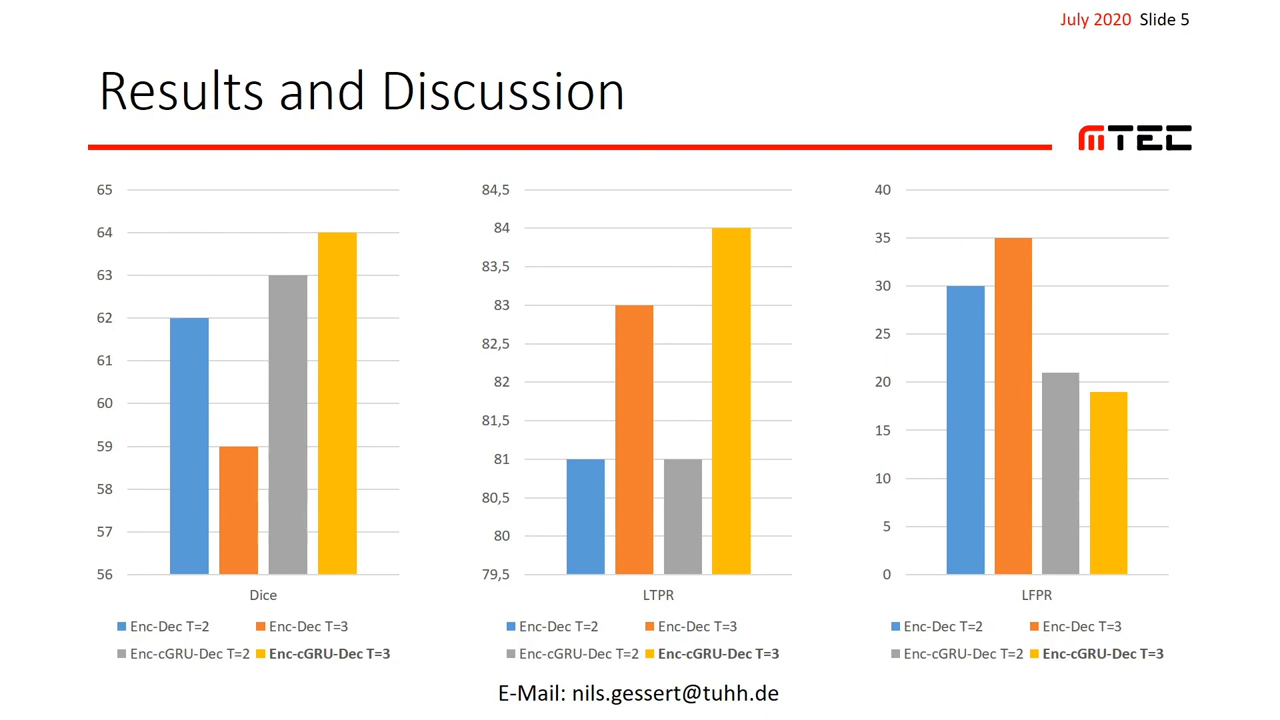 July 2020 Slide 5
Results and Discussion
mTEC
65
64
63
62
61
60
59
58
57
56
Dice
Enc-Dec T=2 Enc-Dec T=3
Enc-cGRU-Dec T=2 Enc-cGRU-Dec T=3
84,5
84
83,5
83
82,5
82
81,5
81
80,5
80
79,5
LTPR
Enc-Dec T=2 Enc-Dec T=3
Enc-cGRU-Dec T=2 Enc-cGRU-Dec T=3
40
35
30
25
20
15
10
5
0
LFPR
Enc-Dec T=2 Enc-Dec T=3
Enc-cGRU-Dec T=2 Enc-cGRU-Dec T=3
E-Mail: nils.gessert@tuhh.de